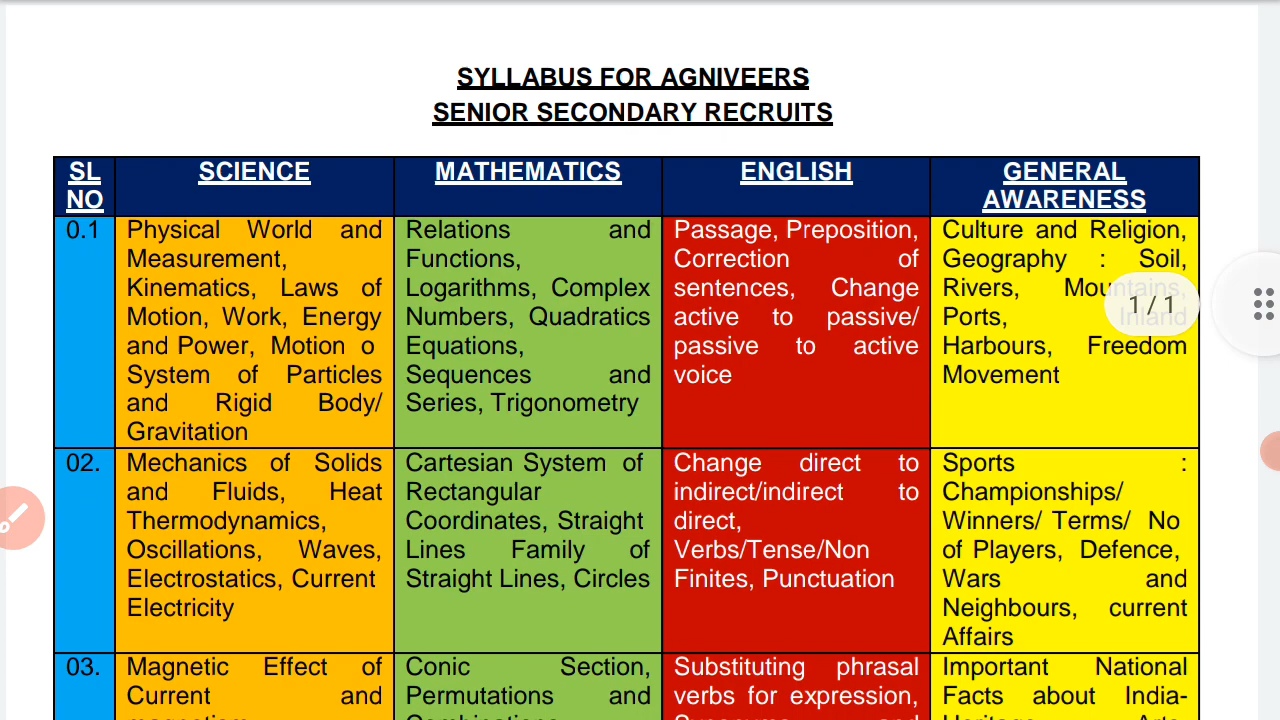 SYLLABUS FOR AGNIVEERS
SENIOR SECONDARY RECRUITS
SL
NO
SCIENCE
MATHEMATICS
ENGLISH
GENERAL
AWARENESS
0.1
Physical World and
Measurement,
Kinematics, Laws of
Motion, Work, Energy
and Power, Motion o
System of Particles
and Rigid Body/
Gravitation
Relations and
Functions,
Logarithms, Complex
Numbers, Quadratics
Equations,
Sequences and
Series, Trigonometry
Passage, Preposition,
Correction of
sentences, Change
active to passive/
passive to active
voice
Culture and Religion,
Geography : Soil,
Rivers, Mountains,
Ports, Inland
Harbours, Freedom
Movement
1/1
02.
Mechanics of Solids
and Fluids, Heat
Thermodynamics,
Oscillations, Waves,
Electrostatics, Current
Electricity
Cartesian System of
Rectangular
Coordinates, Straight
Lines Family of
Straight Lines, Circles
Change direct to
indirect/indirect to
direct,
Verbs/Tense/Non
Finites, Punctuation
Sports :
Championships/
Winners/ Terms/ No
of Players, Defence,
Wars and
Neighbours, current
Affairs
03.
Magnetic Effect of
Current and
Conic Section,
Permutations and
Substituting phrasal
verbs for expression,
Important National
Facts about India-